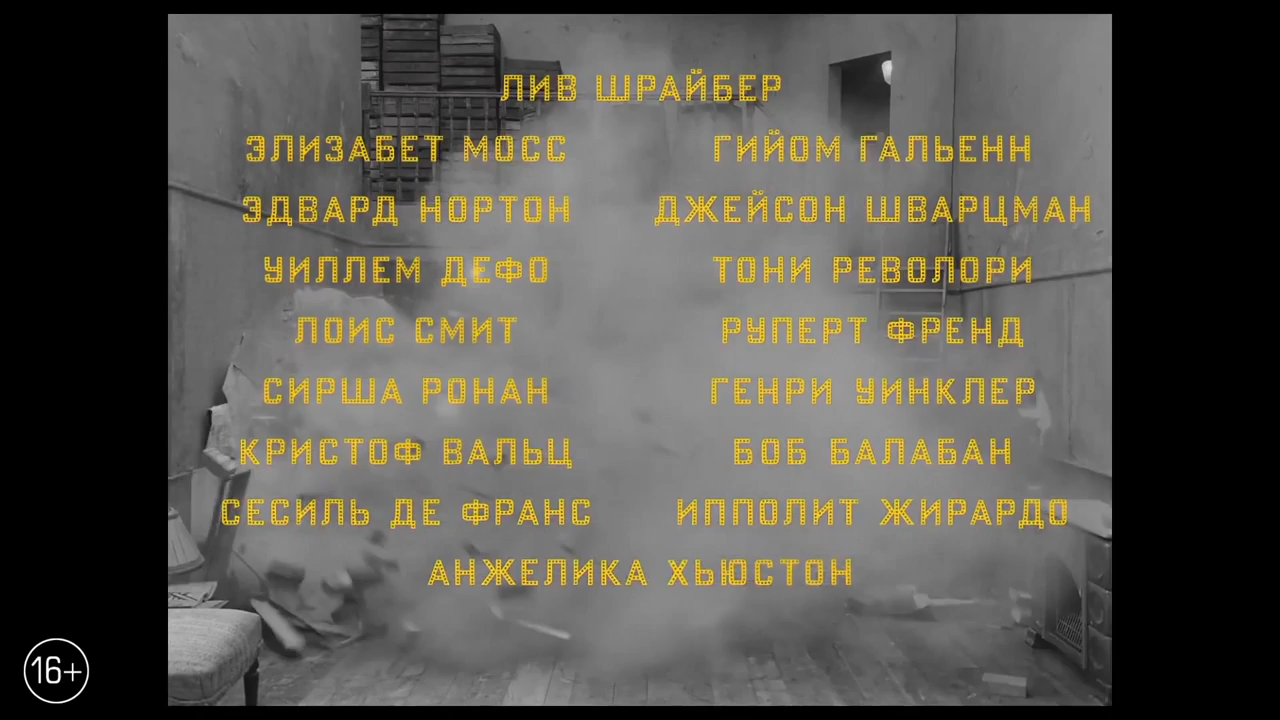 ЛИВ ШРАЙБЕР
ЭЛИЗАБЕТ МОСС ГИЙОМ ГАЛЬЕНН
ЭДВАРД НОРТОН ДЖЕЙСОН ШВАРЦМАН
УИЛЛЕМ ДЕФО ТОНИ РЕВОЛОРИ
ЛОИС СМИТ РУПЕРТ ФРЕНД
СИРША РОНАН ГЕНРИ УИНКЛЕР
КРИСТОФ ВАЛЬЦ БОБ БАЛАБАН
СЕСИЛЬ ДЕ ФРАНС ИППОЛИТ ЖИРАРДО
АНЖЕЛИКА ХЬЮСТОН
16+